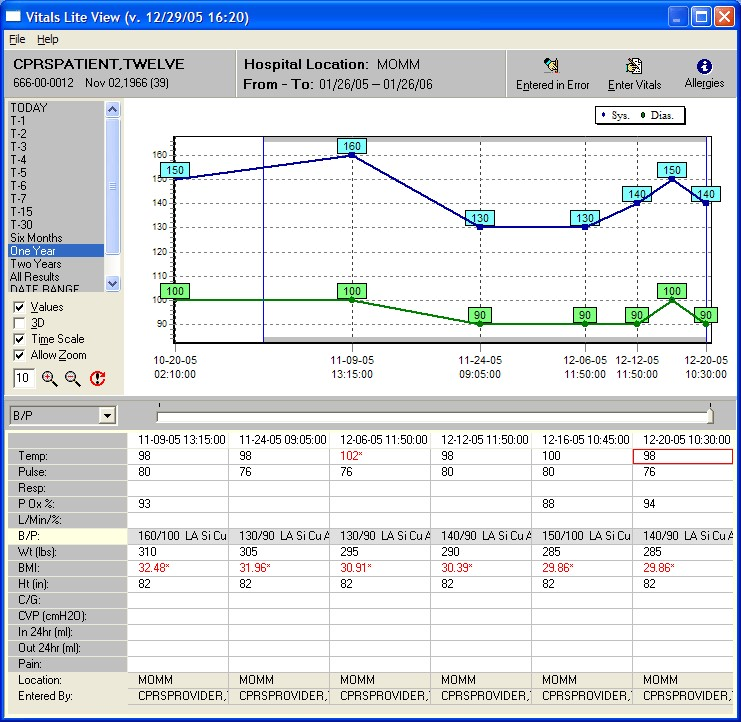 Vitals Lite View (v. 12/29/05 16:20)
File Help
CPRSPATIENT,TWELVE
666-00-0012 Nov 02,1966 (39)
Hospital Location: MOMM
From - To: 01/26/05 -- 01/26/06
Entered in Error Enter Vitals Allergies
TODAY
T-1
T-2
T-3
T-4
T-5
T-6
T-7
T-15
T-30
Six Months
One Year
Two Years
All Results
DATE RANGE
Values
3D
Time Scale
Allow Zoom
10
Sys. Dias.
160
150
140
130
120
110
100
90
150 160 130 130 140 150 140
100 100 90 90 90 100 90
10-20-05 11-09-05 11-24-05 12-06-05 12-12-05 12-20-05
02:10:00 13:15:00 09:05:00 11:50:00 11:50:00 10:30:00
B/P
11-09-05 13:15:00 11-24-05 09:05:00 12-06-05 11:50:00 12-12-05 11:50:00 12-16-05 10:45:00 12-20-05 10:30:00
Temp: 98 98 102* 98 100 98
Pulse: 80 76 76 80 80 76
Resp:
P Ox %: 93 88 94
L/Min/%:
B/P: 160/100 LA Si Cu 130/90 LA Si Cu A 130/90 LA Si Cu A 140/90 LA Si Cu A 150/100 LA Si Cu 140/90 LA Si Cu A
Wt (lbs): 310 305 295 290 285 285
BMI: 32.48* 31.96* 30.91* 30.39* 29.86* 29.86*
Ht (in): 82 82 82 82 82 82
C/G:
CVP (cmH2O):
In 24hr (ml):
Out 24hr (ml):
Pain:
Location: MOMM MOMM MOMM MOMM MOMM MOMM
Entered By: CPRSPROVIDER, CPRSPROVIDER, CPRSPROVIDER, CPRSPROVIDER, CPRSPROVIDER, CPRSPROVIDER,